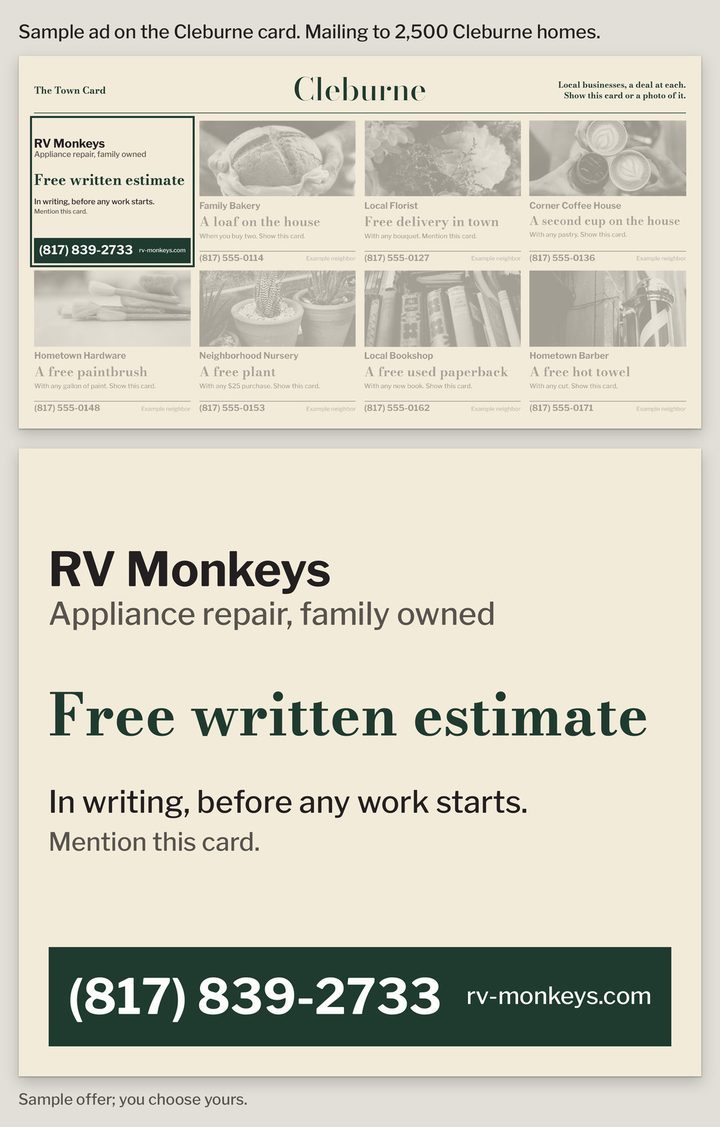 Sample ad on the Cleburne card. Mailing to 2,500 Cleburne homes.
The Town Card
Cleburne
Local businesses, a deal at each.
Show this card or a photo of it.
RV Monkeys
Appliance repair, family owned
Free written estimate
In writing, before any work starts.
Mention this card.
(817) 839-2733 rv-monkeys.com
Family Bakery
A loaf on the house
When you buy two. Show this card.
(817) 555-0114 Example neighbor
Local Florist
Free delivery in town
With any bouquet. Mention this card.
(817) 555-0127 Example neighbor
Corner Coffee House
A second cup on the house
With any pastry. Show this card.
(817) 555-0136 Example neighbor
Hometown Hardware
A free paintbrush
With any gallon of paint. Show this card.
(817) 555-0148 Example neighbor
Neighborhood Nursery
A free plant
With any $25 purchase. Show this card.
(817) 555-0153 Example neighbor
Local Bookshop
A free used paperback
With any new book. Show this card.
(817) 555-0162 Example neighbor
Hometown Barber
A free hot towel
With any cut. Show this card.
(817) 555-0171 Example neighbor
RV Monkeys
Appliance repair, family owned
Free written estimate
In writing, before any work starts.
Mention this card.
(817) 839-2733 rv-monkeys.com
Sample offer; you choose yours.